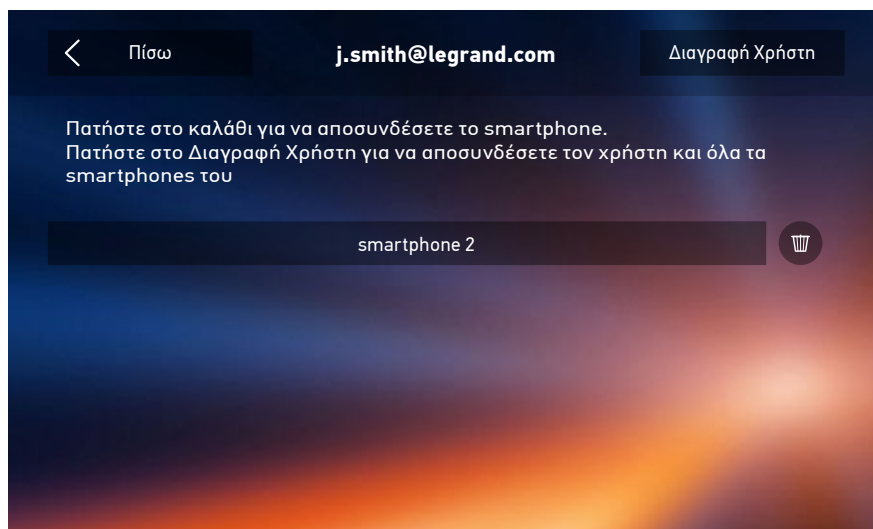 Πίσω
j.smith@legrand.com
Διαγραφή Χρήστη
Πατήστε στο καλάθι για να αποσυνδέσετε το smartphone.
Πατήστε στο Διαγραφή Χρήστη για να αποσυνδέσετε τον χρήστη και όλα τα
smartphones του
smartphone 2